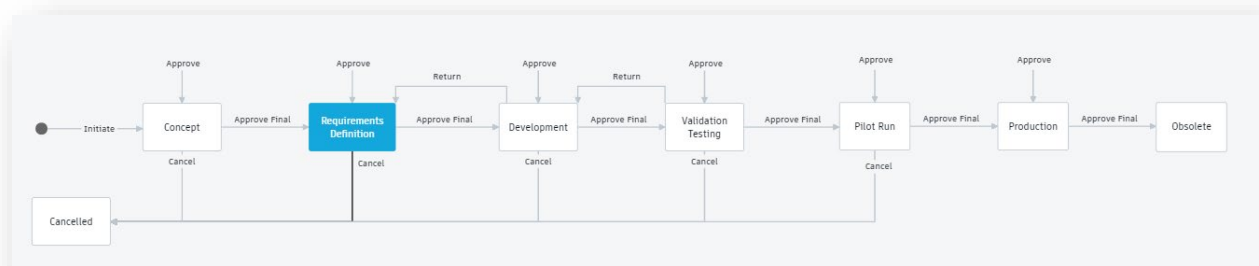 Approve
Approve
Approve
Approve
Approve
Approve
Return
Return
Initiate
Concept
Approve Final
Requirements
Definition
Approve Final
Development
Approve Final
Validation
Testing
Approve Final
Pilot Run
Approve Final
Production
Approve Final
Obsolete
Cancel
Cancel
Cancel
Cancel
Cancel
Cancelled